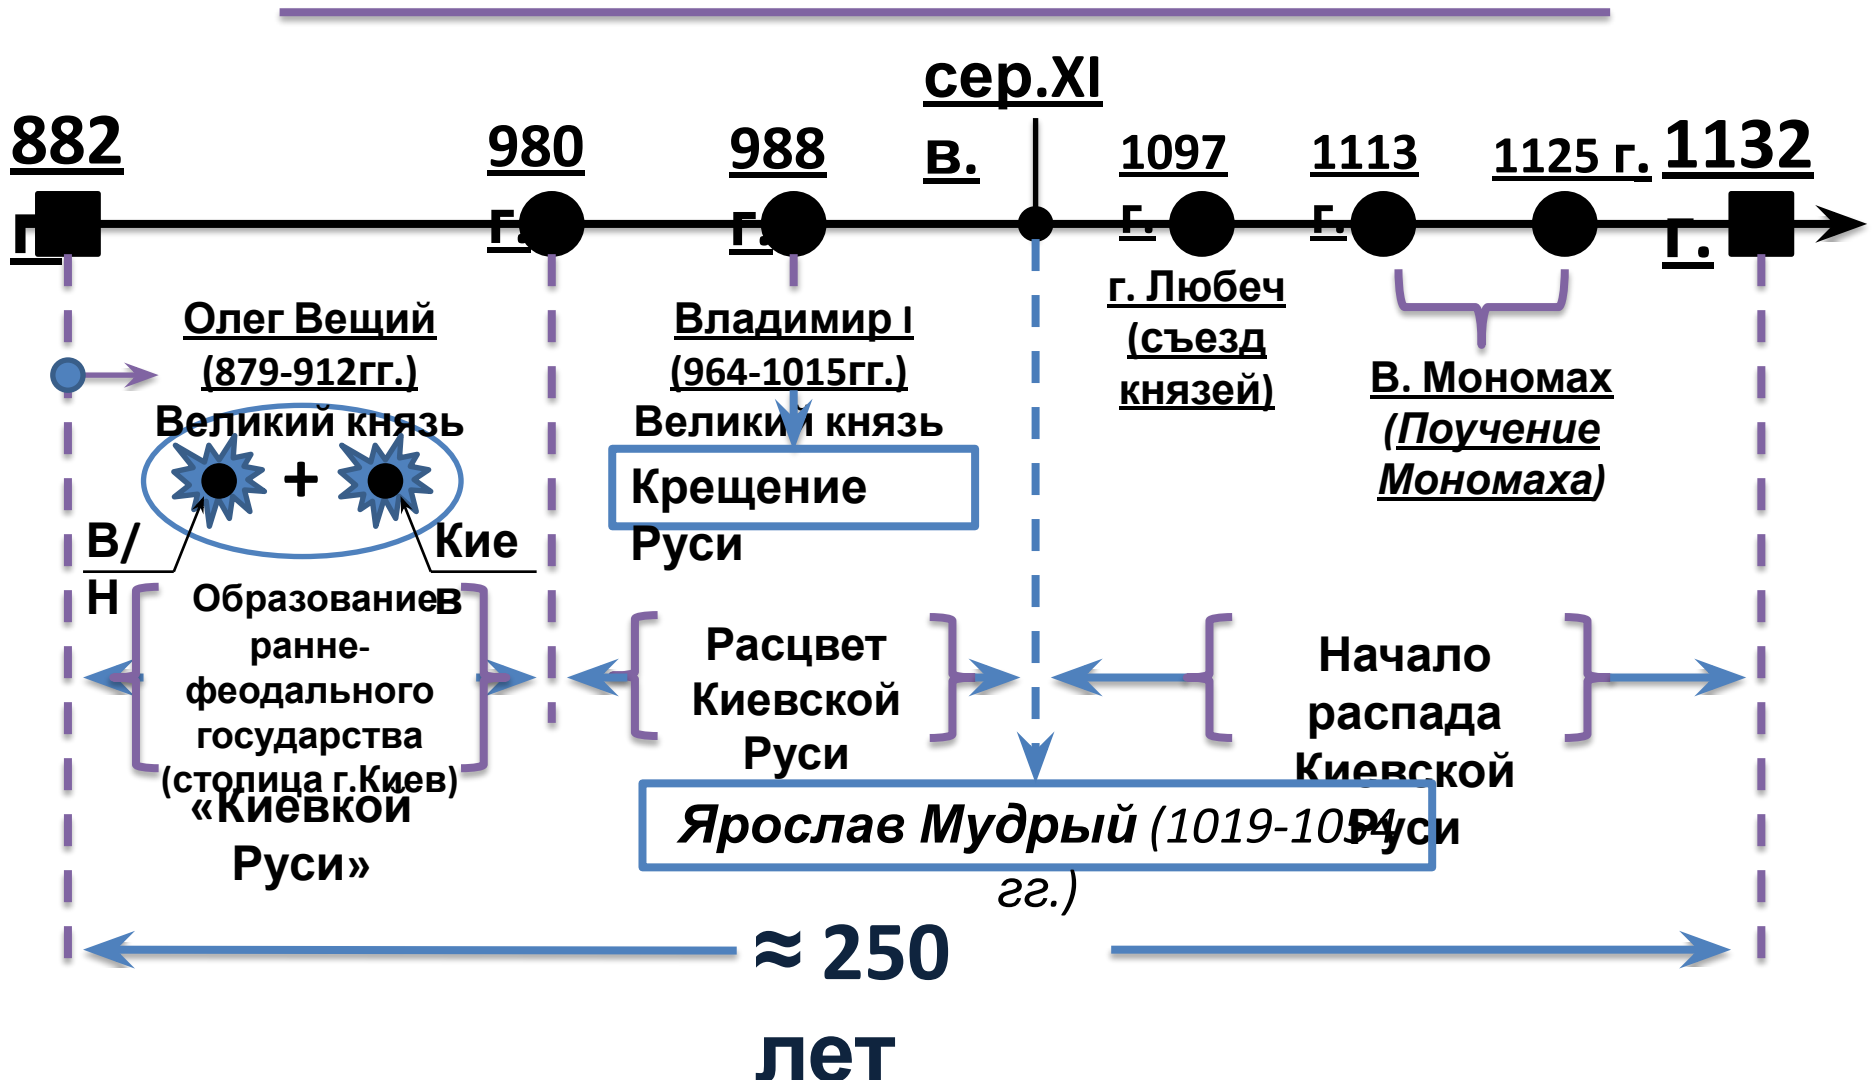 сер.XI
в.
882
г.
980
г.
988
г.
1097
г.
1113
г.
1125 г.
1132
г.
Олег Вещий
(879-912гг.)
Великий князь
+
В/
Н
Кие
в
Образование
ранне-
феодального
государства
(столица г.Киев)
«Киевкой
Руси»
Владимир I
(964-1015гг.)
Великий князь
Крещение
Руси
Расцвет
Киевской
Руси
г. Любеч
(съезд
князей)
В. Мономах
(Поучение
Мономаха)
Начало
распада
Киевской
Руси
Ярослав Мудрый (1019-1054
гг.)
≈ 250
лет